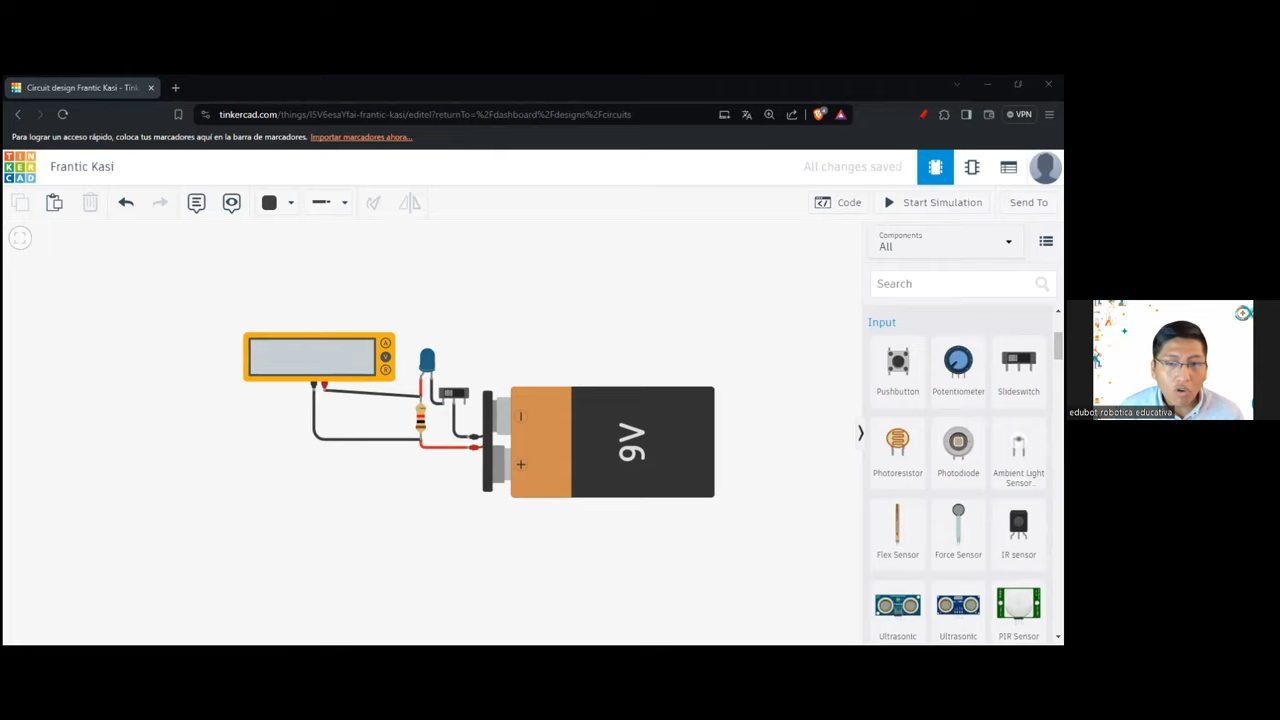 Circuit design Frantic Kasi - Tink
tinkercad.com/things/l5V6esaYfai-frantic-kasi/editel?returnTo=%2Fdashboard%2Fdesigns%2Fcircuits
VPN
Para lograr un acceso rápido, coloca tus marcadores aquí en la barra de marcadores. Importar marcadores ahora...
TIN
KER
CAD
Frantic Kasi
All changes saved
Code
Start Simulation
Send To
Components
All
Search
Input
A
V
R
9V
Pushbutton
Potentiometer
Slideswitch
Photoresistor
Photodiode
Ambient Light
Sensor...
Flex Sensor
Force Sensor
IR sensor
Ultrasonic
Ultrasonic
PIR Sensor
edubot robotica educativa